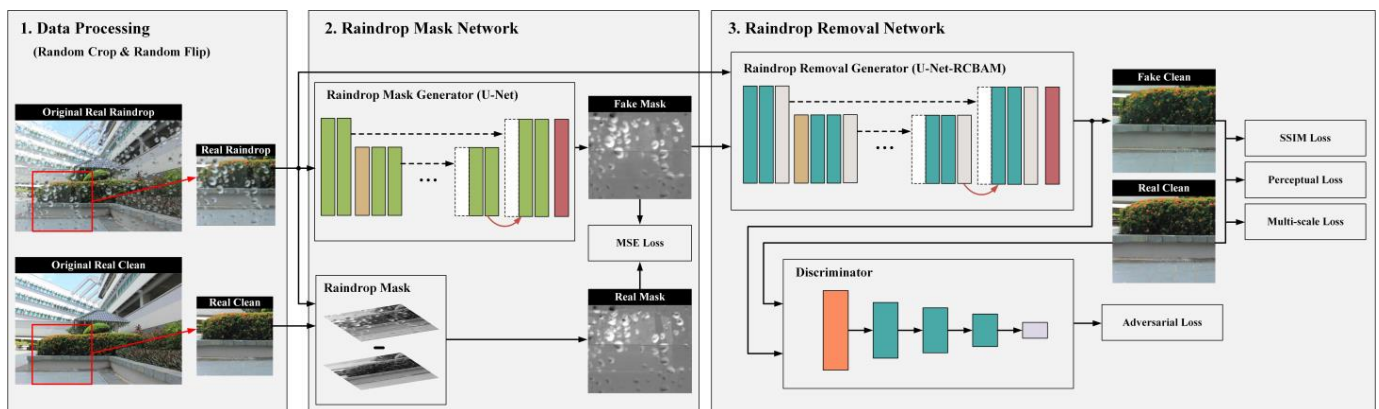 1. Data Processing
(Random Crop & Random Flip)
Original Real Raindrop
Real Raindrop
Original Real Clean
Real Clean
2. Raindrop Mask Network
Raindrop Mask Generator (U-Net)
...
Fake Mask
MSE Loss
Raindrop Mask
Real Mask
3. Raindrop Removal Network
Raindrop Removal Generator (U-Net-RCBAM)
...
Fake Clean
Real Clean
SSIM Loss
Perceptual Loss
Multi-scale Loss
Discriminator
Adversarial Loss